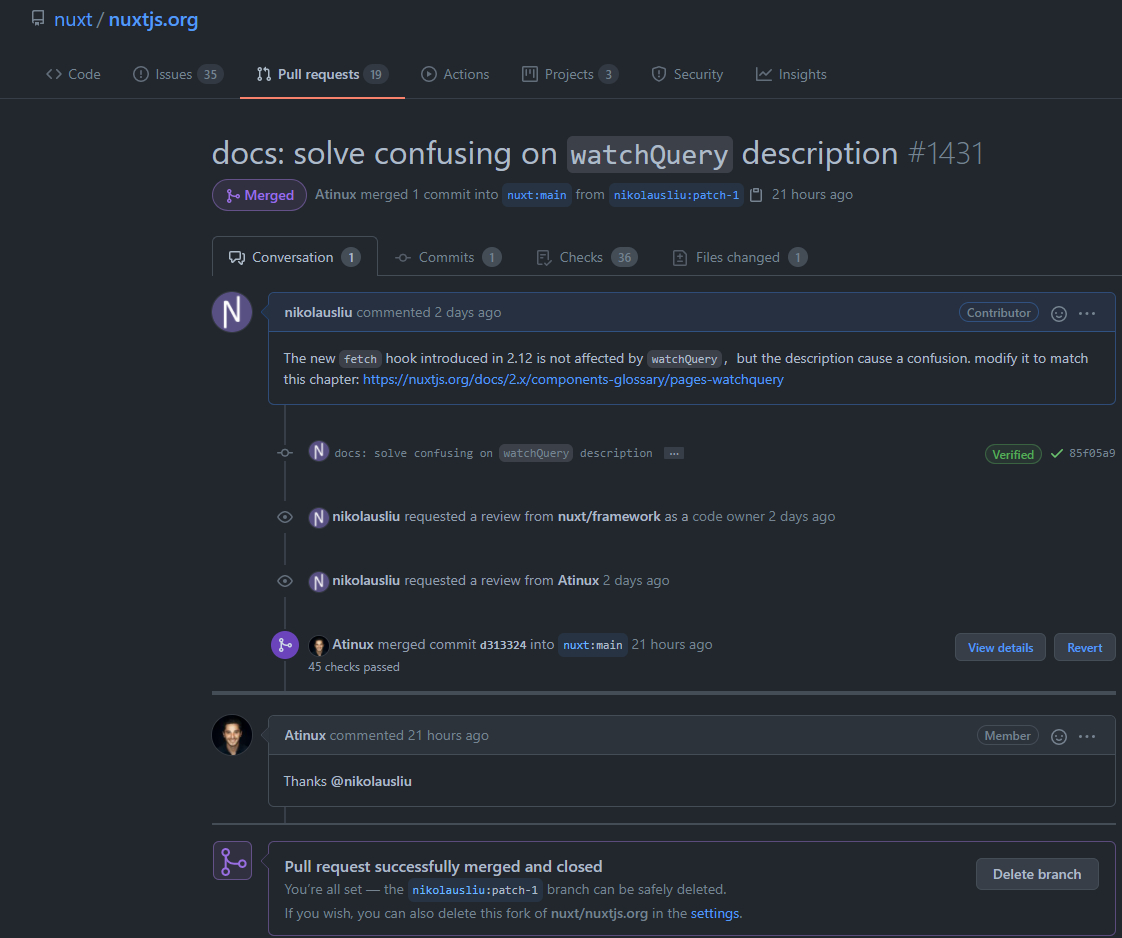 nuxt / nuxtjs.org
Code Issues 35 Pull requests 19 Actions Projects 3 Security Insights
docs: solve confusing on watchQuery description #1431
Merged Atinux merged 1 commit into nuxt:main from nikolausliu:patch-1 21 hours ago
Conversation 1 Commits 1 Checks 36 Files changed 1
N nikolausliu commented 2 days ago Contributor
The new fetch hook introduced in 2.12 is not affected by watchQuery，but the description cause a confusion. modify it to match
this chapter: https://nuxtjs.org/docs/2.x/components-glossary/pages-watchquery
N docs: solve confusing on watchQuery description ... Verified 85f05a9
N nikolausliu requested a review from nuxt/framework as a code owner 2 days ago
N nikolausliu requested a review from Atinux 2 days ago
Atinux merged commit d313324 into nuxt:main 21 hours ago View details Revert
45 checks passed
Atinux commented 21 hours ago Member
Thanks @nikolausliu
Pull request successfully merged and closed
You're all set — the nikolausliu:patch-1 branch can be safely deleted. Delete branch
If you wish, you can also delete this fork of nuxt/nuxtjs.org in the settings.